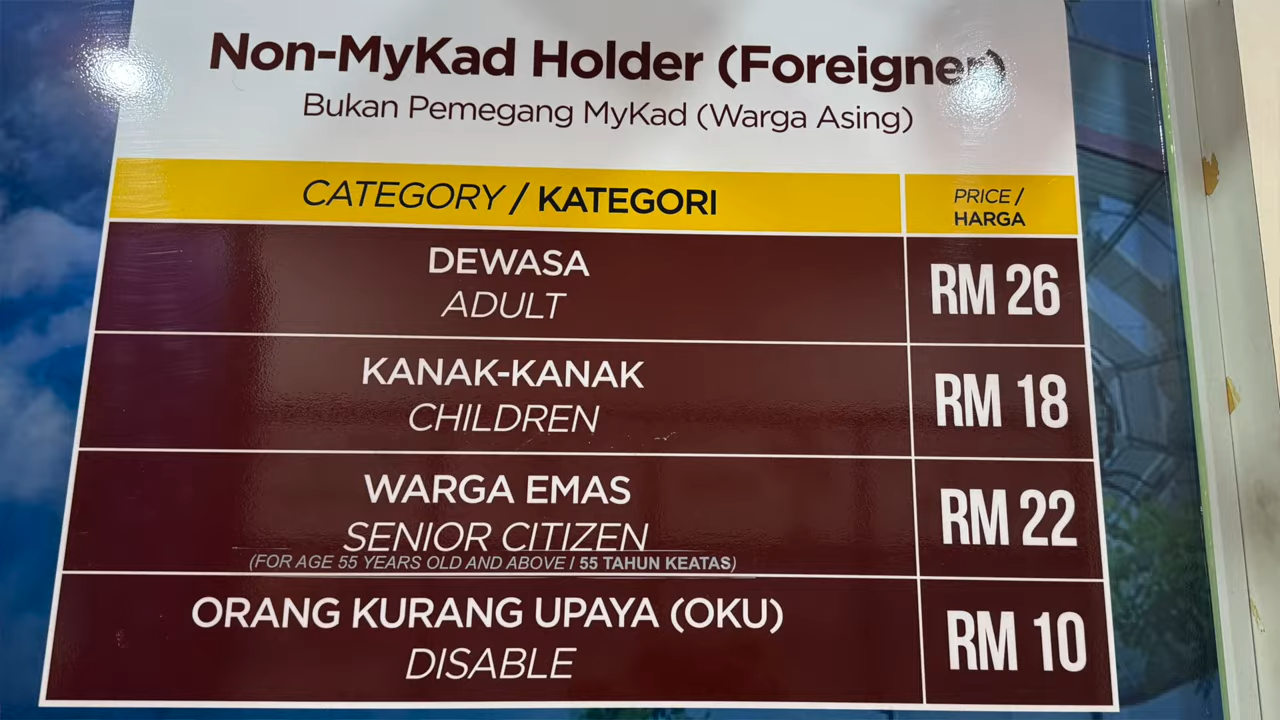 Non-MyKad Holder (Foreigner)
Bukan Pemegang MyKad (Warga Asing)
CATEGORY / KATEGORI
PRICE /
HARGA
DEWASA
ADULT
RM 26
KANAK-KANAK
CHILDREN
RM 18
WARGA EMAS
SENIOR CITIZEN
(FOR AGE 55 YEARS OLD AND ABOVE / 55 TAHUN KEATAS)
RM 22
ORANG KURANG UPAYA (OKU)
DISABLE
RM 10